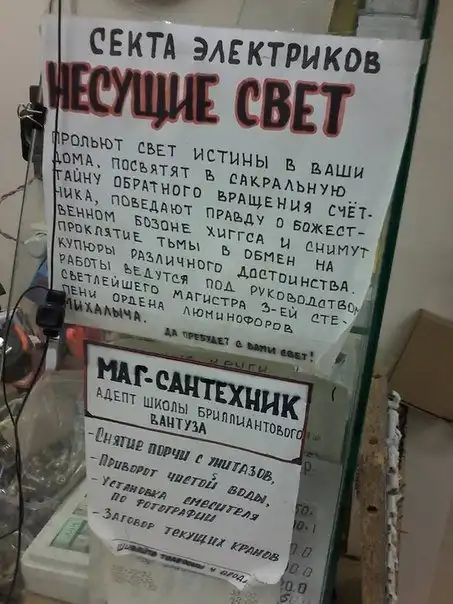 СЕКТА ЭЛЕКТРИКОВ
НЕСУЩИЕ СВЕТ
ПРОЛЬЮТ СВЕТ ИСТИНЫ В ВАШИ
ДОМА, ПОСВЯТЯТ В САКРАЛЬНУЮ
ТАЙНУ ОБРАТНОГО ВРАЩЕНИЯ СЧЁТ-
ЧИКА, ПОВЕДАЮТ ПРАВДУ О БОЖЕСТ-
ВЕННОМ БОЗОНЕ ХИГГСА И СНИМУТ
ПРОКЛЯТИЕ ТЬМЫ В ОБМЕН НА
КУПЮРЫ РАЗЛИЧНОГО ДОСТОИНСТВА.
РАБОТЫ ВЕДУТСЯ ПОД РУКОВОДСТВОМ
СВЕТЛЕЙШЕГО МАГИСТРА 3-ЕЙ СТЕ-
ПЕНИ ОРДЕНА ЛЮМИНОФОРОВ
МИХАЛЫЧА.
ДА ПРЕБУДЕТ С ВАМИ СВЕТ!
МАГ-САНТЕХНИК
АДЕПТ ШКОЛЫ БРИЛЛИАНТОВОГО
ВАНТУЗА
- СНЯТИЕ ПОРЧИ С УНИТАЗОВ,
- ПРИВОРОТ ЧИСТОЙ ВОДЫ,
- УСТАНОВКА СМЕСИТЕЛЯ
ПО ФОТОГРАФИИ
- ЗАГОВОР ТЕКУЩИХ КРАНОВ